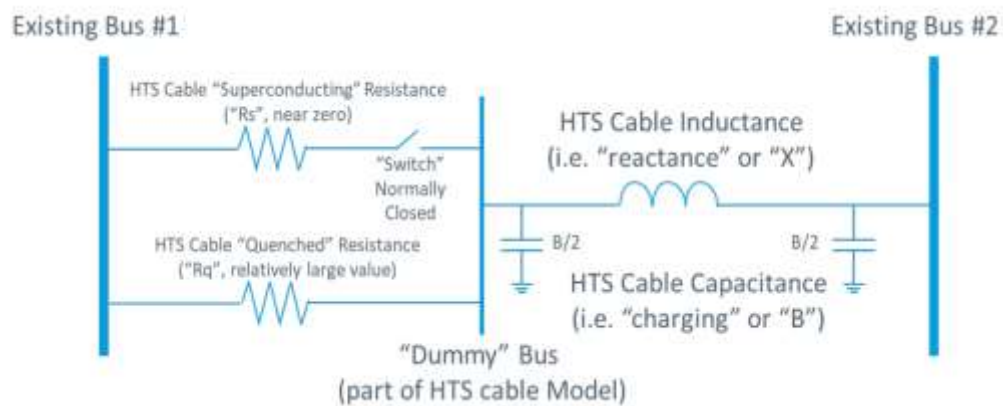 Existing Bus #1
Existing Bus #2
HTS Cable "Superconducting" Resistance
("Rs", near zero)
"Switch"
Normally
Closed
HTS Cable "Quenched" Resistance
("Rq", relatively large value)
HTS Cable Inductance
(i.e. "reactance" or "X")
B/2
B/2
HTS Cable Capacitance
(i.e. "charging" or "B")
"Dummy" Bus
(part of HTS cable Model)